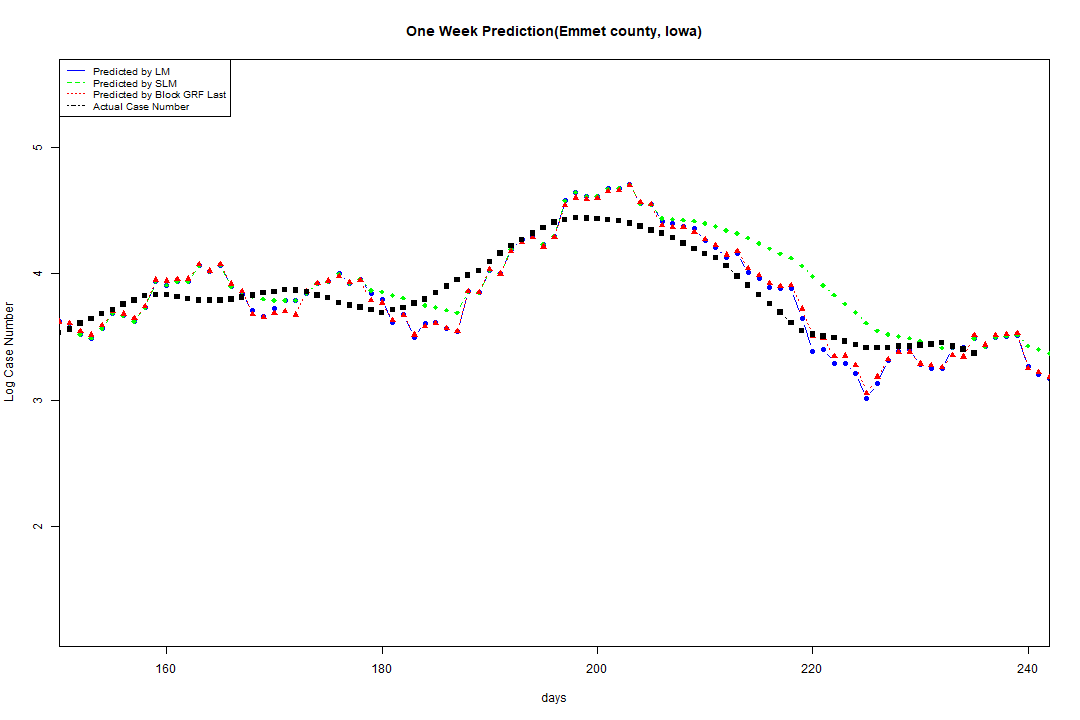 One Week Prediction(Emmet county, Iowa)
Predicted by LM
Predicted by SLM
Predicted by Block GRF Last
Actual Case Number
5
4
3
2
Log Case Number
160
180
200
220
240
days